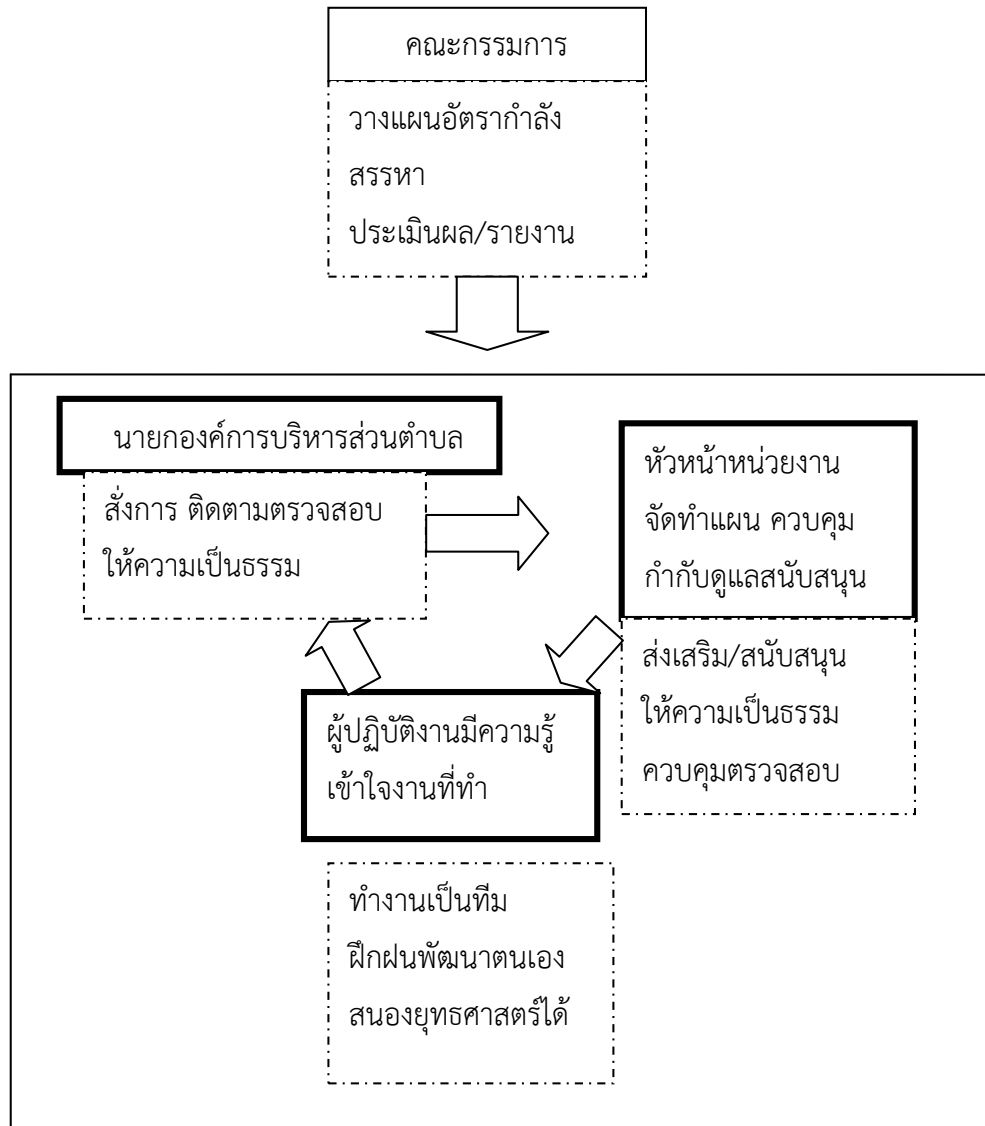 คณะกรรมการ
วางแผนอัตรากำลัง
สรรหา
ประเมินผล/รายงาน
นายกองค์การบริหารส่วนตำบล
สั่งการ ติดตามตรวจสอบ
ให้ความเป็นธรรม
หัวหน้าหน่วยงาน
จัดทำแผน ควบคุม
กำกับดูแลสนับสนุน
ส่งเสริม/สนับสนุน
ให้ความเป็นธรรม
ควบคุมตรวจสอบ
ผู้ปฏิบัติงานมีความรู้
เข้าใจงานที่ทำ
ทำงานเป็นทีม
ฝึกฝนพัฒนาตนเอง
สนองยุทธศาสตร์ได้